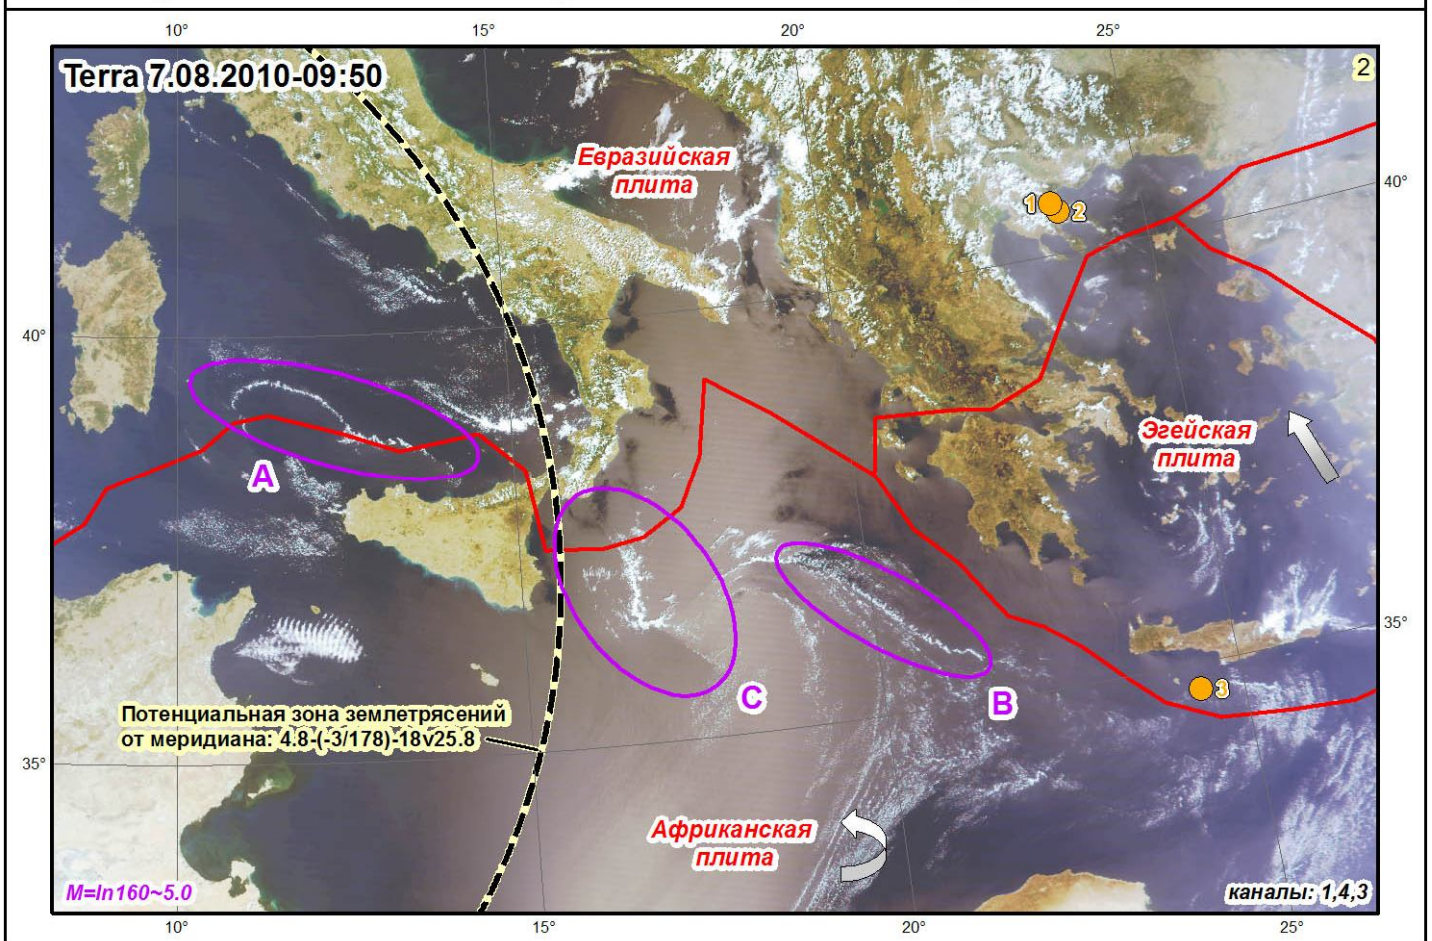 10° 15° 20° 25°
Terra 7.08.2010-09:50
2
Евразийская
плита
40°
1 2
40°
Эгейская
плита
A
35°
C
3
B
Потенциальная зона землетрясений
от меридиана: 4.8-(-3/178)-18v25.8
35°
Африканская
плита
M=ln160~5.0
каналы: 1,4,3
10° 15° 20° 25°